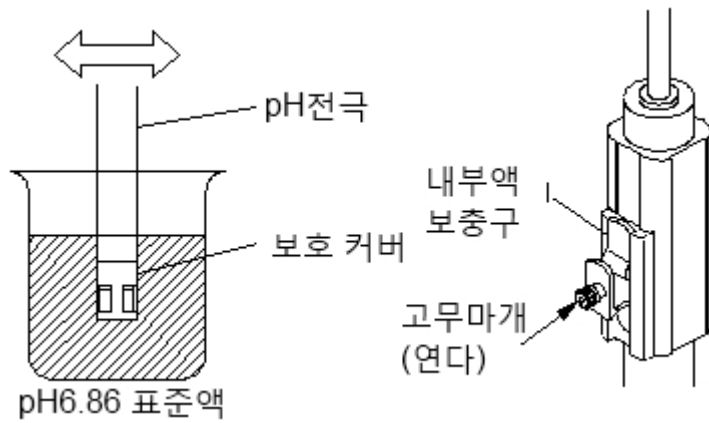 pH전극
보호 커버
pH6.86 표준액
내부액
보충구
고무마개
(연다)